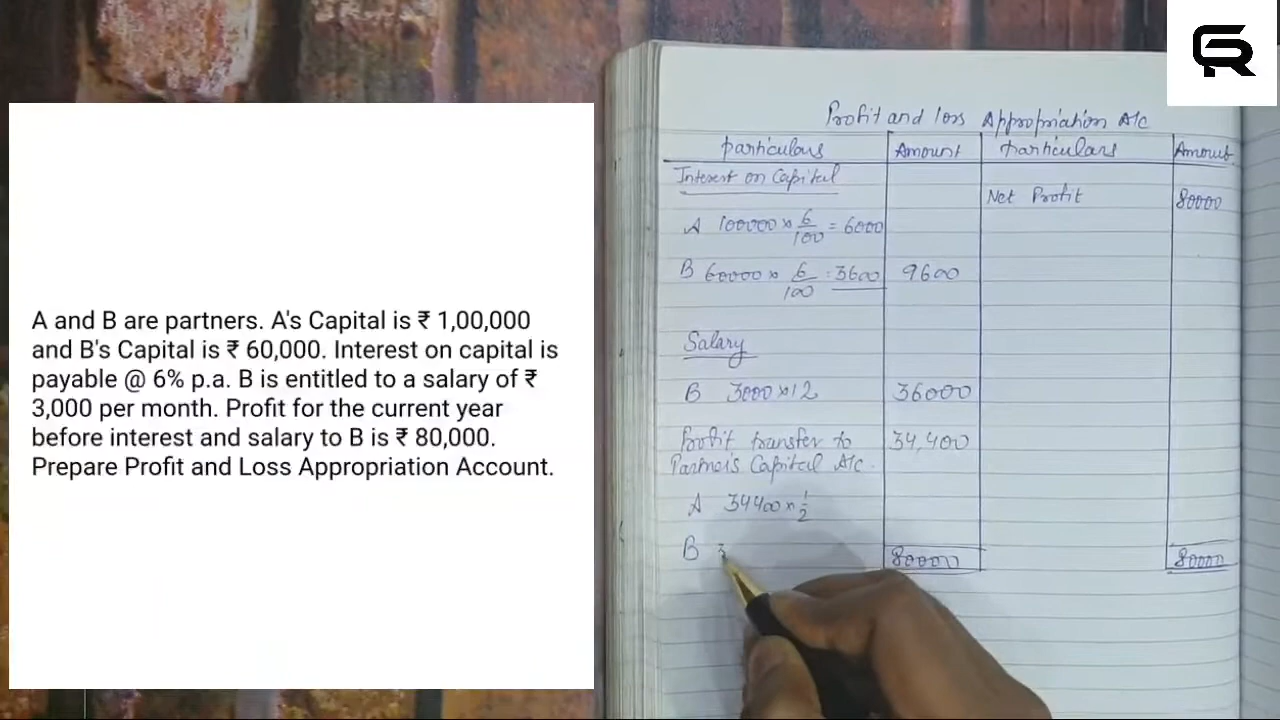 A and B are partners. A's Capital is ₹ 1,00,000
and B's Capital is ₹ 60,000. Interest on capital is
payable @ 6% p.a. B is entitled to a salary of ₹
3,000 per month. Profit for the current year
before interest and salary to B is ₹ 80,000.
Prepare Profit and Loss Appropriation Account.
Profit and loss Appropriation A/c
particulars Amount particulars Amount
Interest on Capital
Net Profit 80000
A 100000 × 6/100 = 6000
B 60000 × 6/100 = 3600 9600
Salary
B 3000 × 12 36000
Profit transfer to 34,400
Partner's Capital A/c.
A 34400 × 1/2
B 3
80000 80000